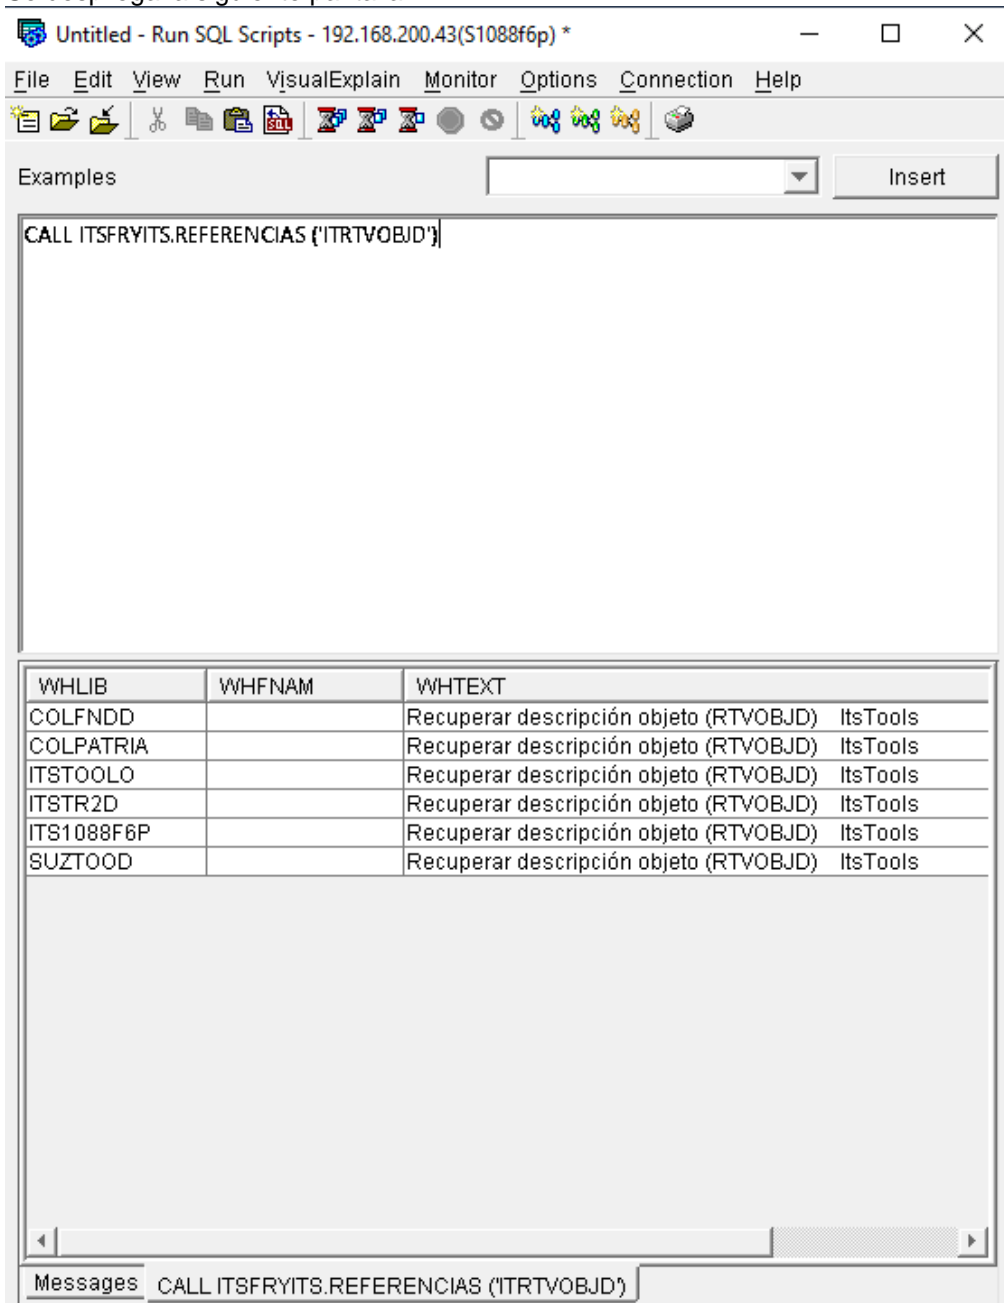 Untitled - Run SQL Scripts - 192.168.200.43(S1088f6p) *
File Edit View Run VisualExplain Monitor Options Connection Help
Examples Insert
CALL ITSFRYITS.REFERENCIAS ('ITRTVOBJD')
WHLIB WHFNAM WHTEXT
COLFNDD Recuperar descripción objeto (RTVOBJD) ItsTools
COLPATRIA Recuperar descripción objeto (RTVOBJD) ItsTools
ITSTOOLO Recuperar descripción objeto (RTVOBJD) ItsTools
ITSTR2D Recuperar descripción objeto (RTVOBJD) ItsTools
ITS1088F6P Recuperar descripción objeto (RTVOBJD) ItsTools
SUZTOOD Recuperar descripción objeto (RTVOBJD) ItsTools
Messages CALL ITSFRYITS.REFERENCIAS ('ITRTVOBJD')